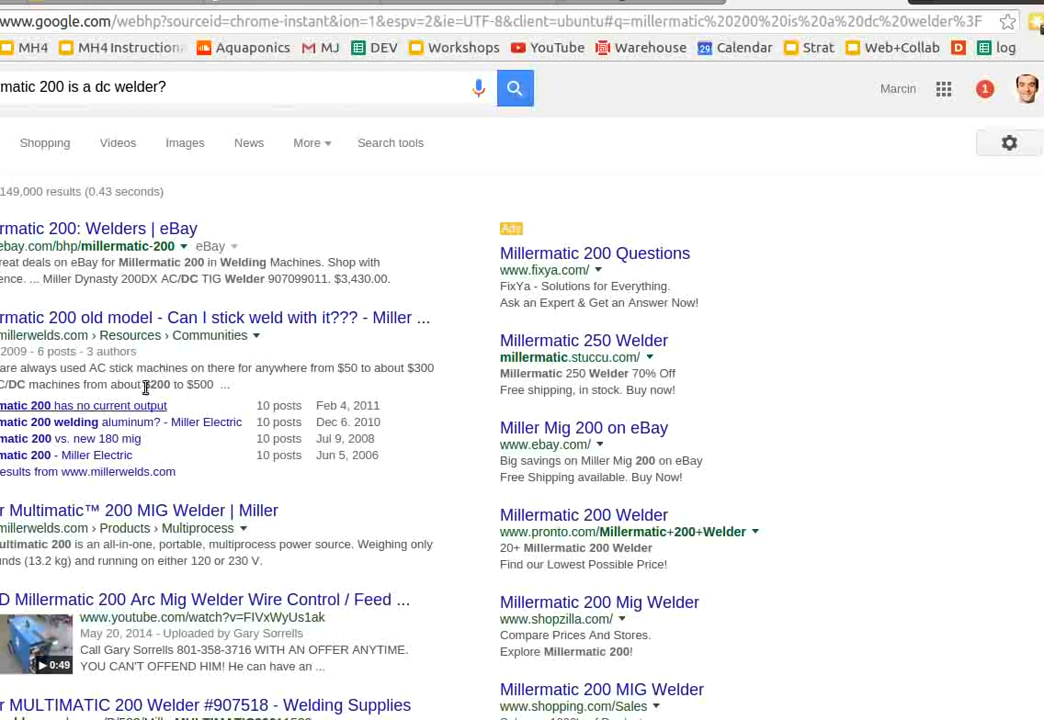 www.google.com/webhp?sourceid=chrome-instant&ion=1&espv=2&ie=UTF-8&client=ubuntu#q=millermatic%20200%20is%20a%20dc%20welder%3F
MH4 MH4 Instruction Aquaponics MJ DEV Workshops YouTube Warehouse 29 Calendar Strat Web+Collab D log
matic 200 is a dc welder?
Marcin 1
Shopping Videos Images News More Search tools
149,000 results (0.43 seconds)
rmatic 200: Welders | eBay
ebay.com/bhp/millermatic-200 eBay
reat deals on eBay for Millermatic 200 in Welding Machines. Shop with
ence. ... Miller Dynasty 200DX AC/DC TIG Welder 907099011. $3,430.00.
rmatic 200 old model - Can I stick weld with it??? - Miller ...
millerwelds.com › Resources › Communities
2009 - 6 posts - 3 authors
are always used AC stick machines on there for anywhere from $50 to about $300
C/DC machines from about $200 to $500 ...
matic 200 has no current output 10 posts Feb 4, 2011
matic 200 welding aluminum? - Miller Electric 10 posts Dec 6, 2010
matic 200 vs. new 180 mig 10 posts Jul 9, 2008
matic 200 - Miller Electric 10 posts Jun 5, 2006
esults from www.millerwelds.com
r Multimatic™ 200 MIG Welder | Miller
millerwelds.com › Products › Multiprocess
ultimatic 200 is an all-in-one, portable, multiprocess power source. Weighing only
unds (13.2 kg) and running on either 120 or 230 V.
D Millermatic 200 Arc Mig Welder Wire Control / Feed ...
www.youtube.com/watch?v=FIVxWyUs1ak
May 20, 2014 - Uploaded by Gary Sorrells
Call Gary Sorrells 801-358-3716 WITH AN OFFER ANYTIME.
YOU CAN'T OFFEND HIM! He can have an ...
0:49
r MULTIMATIC 200 Welder #907518 - Welding Supplies
Ads
Millermatic 200 Questions
www.fixya.com/
FixYa - Solutions for Everything.
Ask an Expert & Get an Answer Now!
Millermatic 250 Welder
millermatic.stuccu.com/
Millermatic 250 Welder 70% Off
Free shipping, in stock. Buy now!
Miller Mig 200 on eBay
www.ebay.com/
Big savings on Miller Mig 200 on eBay
Free Shipping available. Buy Now!
Millermatic 200 Welder
www.pronto.com/Millermatic+200+Welder
20+ Millermatic 200 Welder
Find our Lowest Possible Price!
Millermatic 200 Mig Welder
www.shopzilla.com/
Compare Prices And Stores.
Explore Millermatic 200!
Millermatic 200 MIG Welder
www.shopping.com/Sales